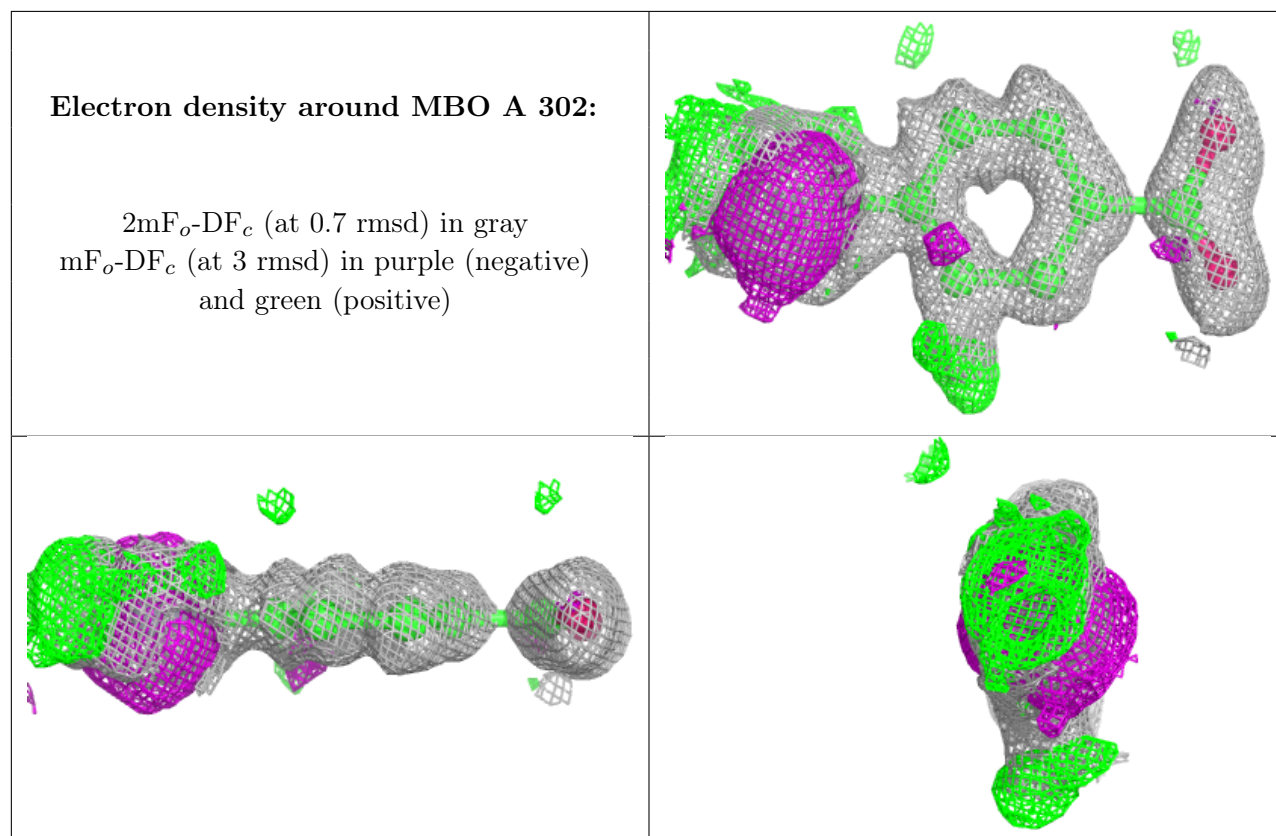 Electron density around MBO A 302:
2mFₒ-DF𝒸 (at 0.7 rmsd) in gray
mFₒ-DF𝒸 (at 3 rmsd) in purple (negative)
and green (positive)